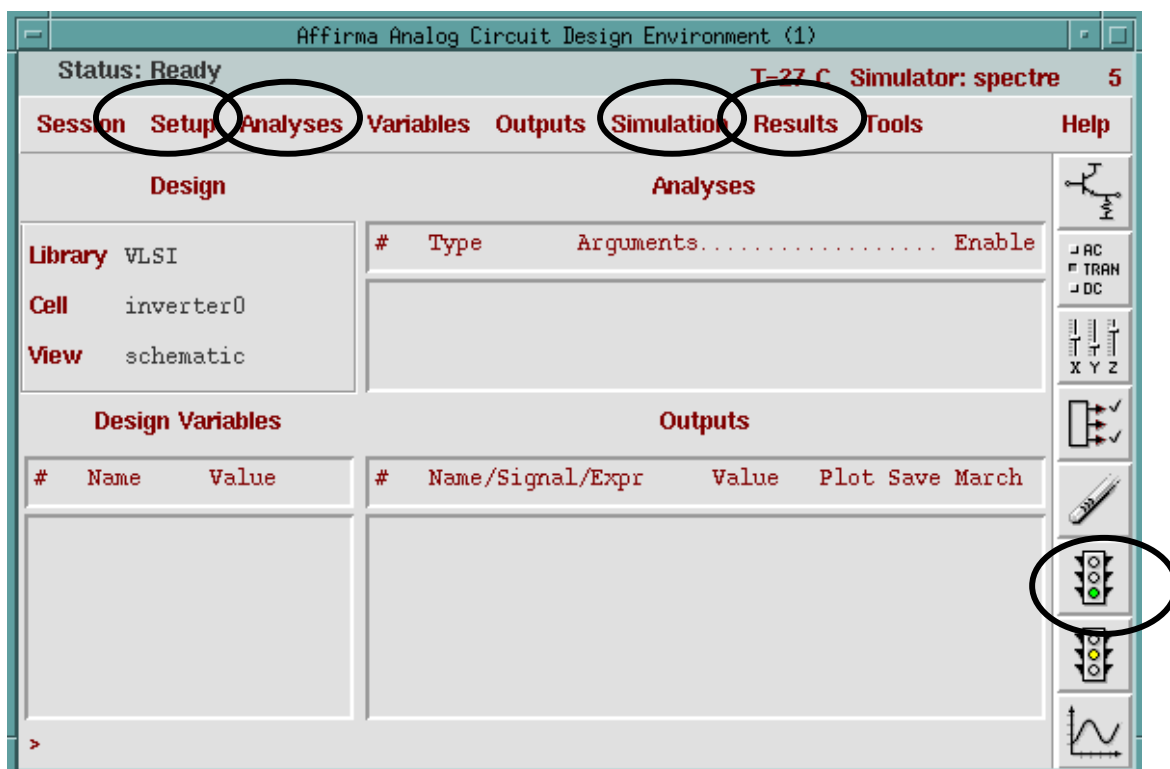 Affirma Analog Circuit Design Environment (1)
Status: Ready T=27 C Simulator: spectre 5
Session Setup Analyses Variables Outputs Simulation Results Tools Help
Design
Analyses
Library VLSI
Cell inverter0
View schematic
# Type Arguments.................. Enable
AC
TRAN
DC
X Y Z
Design Variables
Outputs
# Name Value
# Name/Signal/Expr Value Plot Save March
>